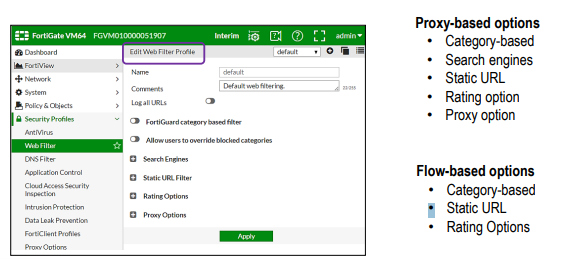 FortiGate VM64 FGVM010000051907 Interim admin
Dashboard
FortiView
Network
System
Policy & Objects
Security Profiles
AntiVirus
Web Filter
DNS Filter
Application Control
Cloud Access Security
Inspection
Intrusion Protection
Data Leak Prevention
FortiClient Profiles
Proxy Options
Edit Web Filter Profile default
Name default
Comments Default web filtering. 22/255
Log all URLs
FortiGuard category based filter
Allow users to override blocked categories
Search Engines
Static URL Filter
Rating Options
Proxy Options
Apply
Proxy-based options
• Category-based
• Search engines
• Static URL
• Rating option
• Proxy option
Flow-based options
• Category-based
• Static URL
• Rating Options